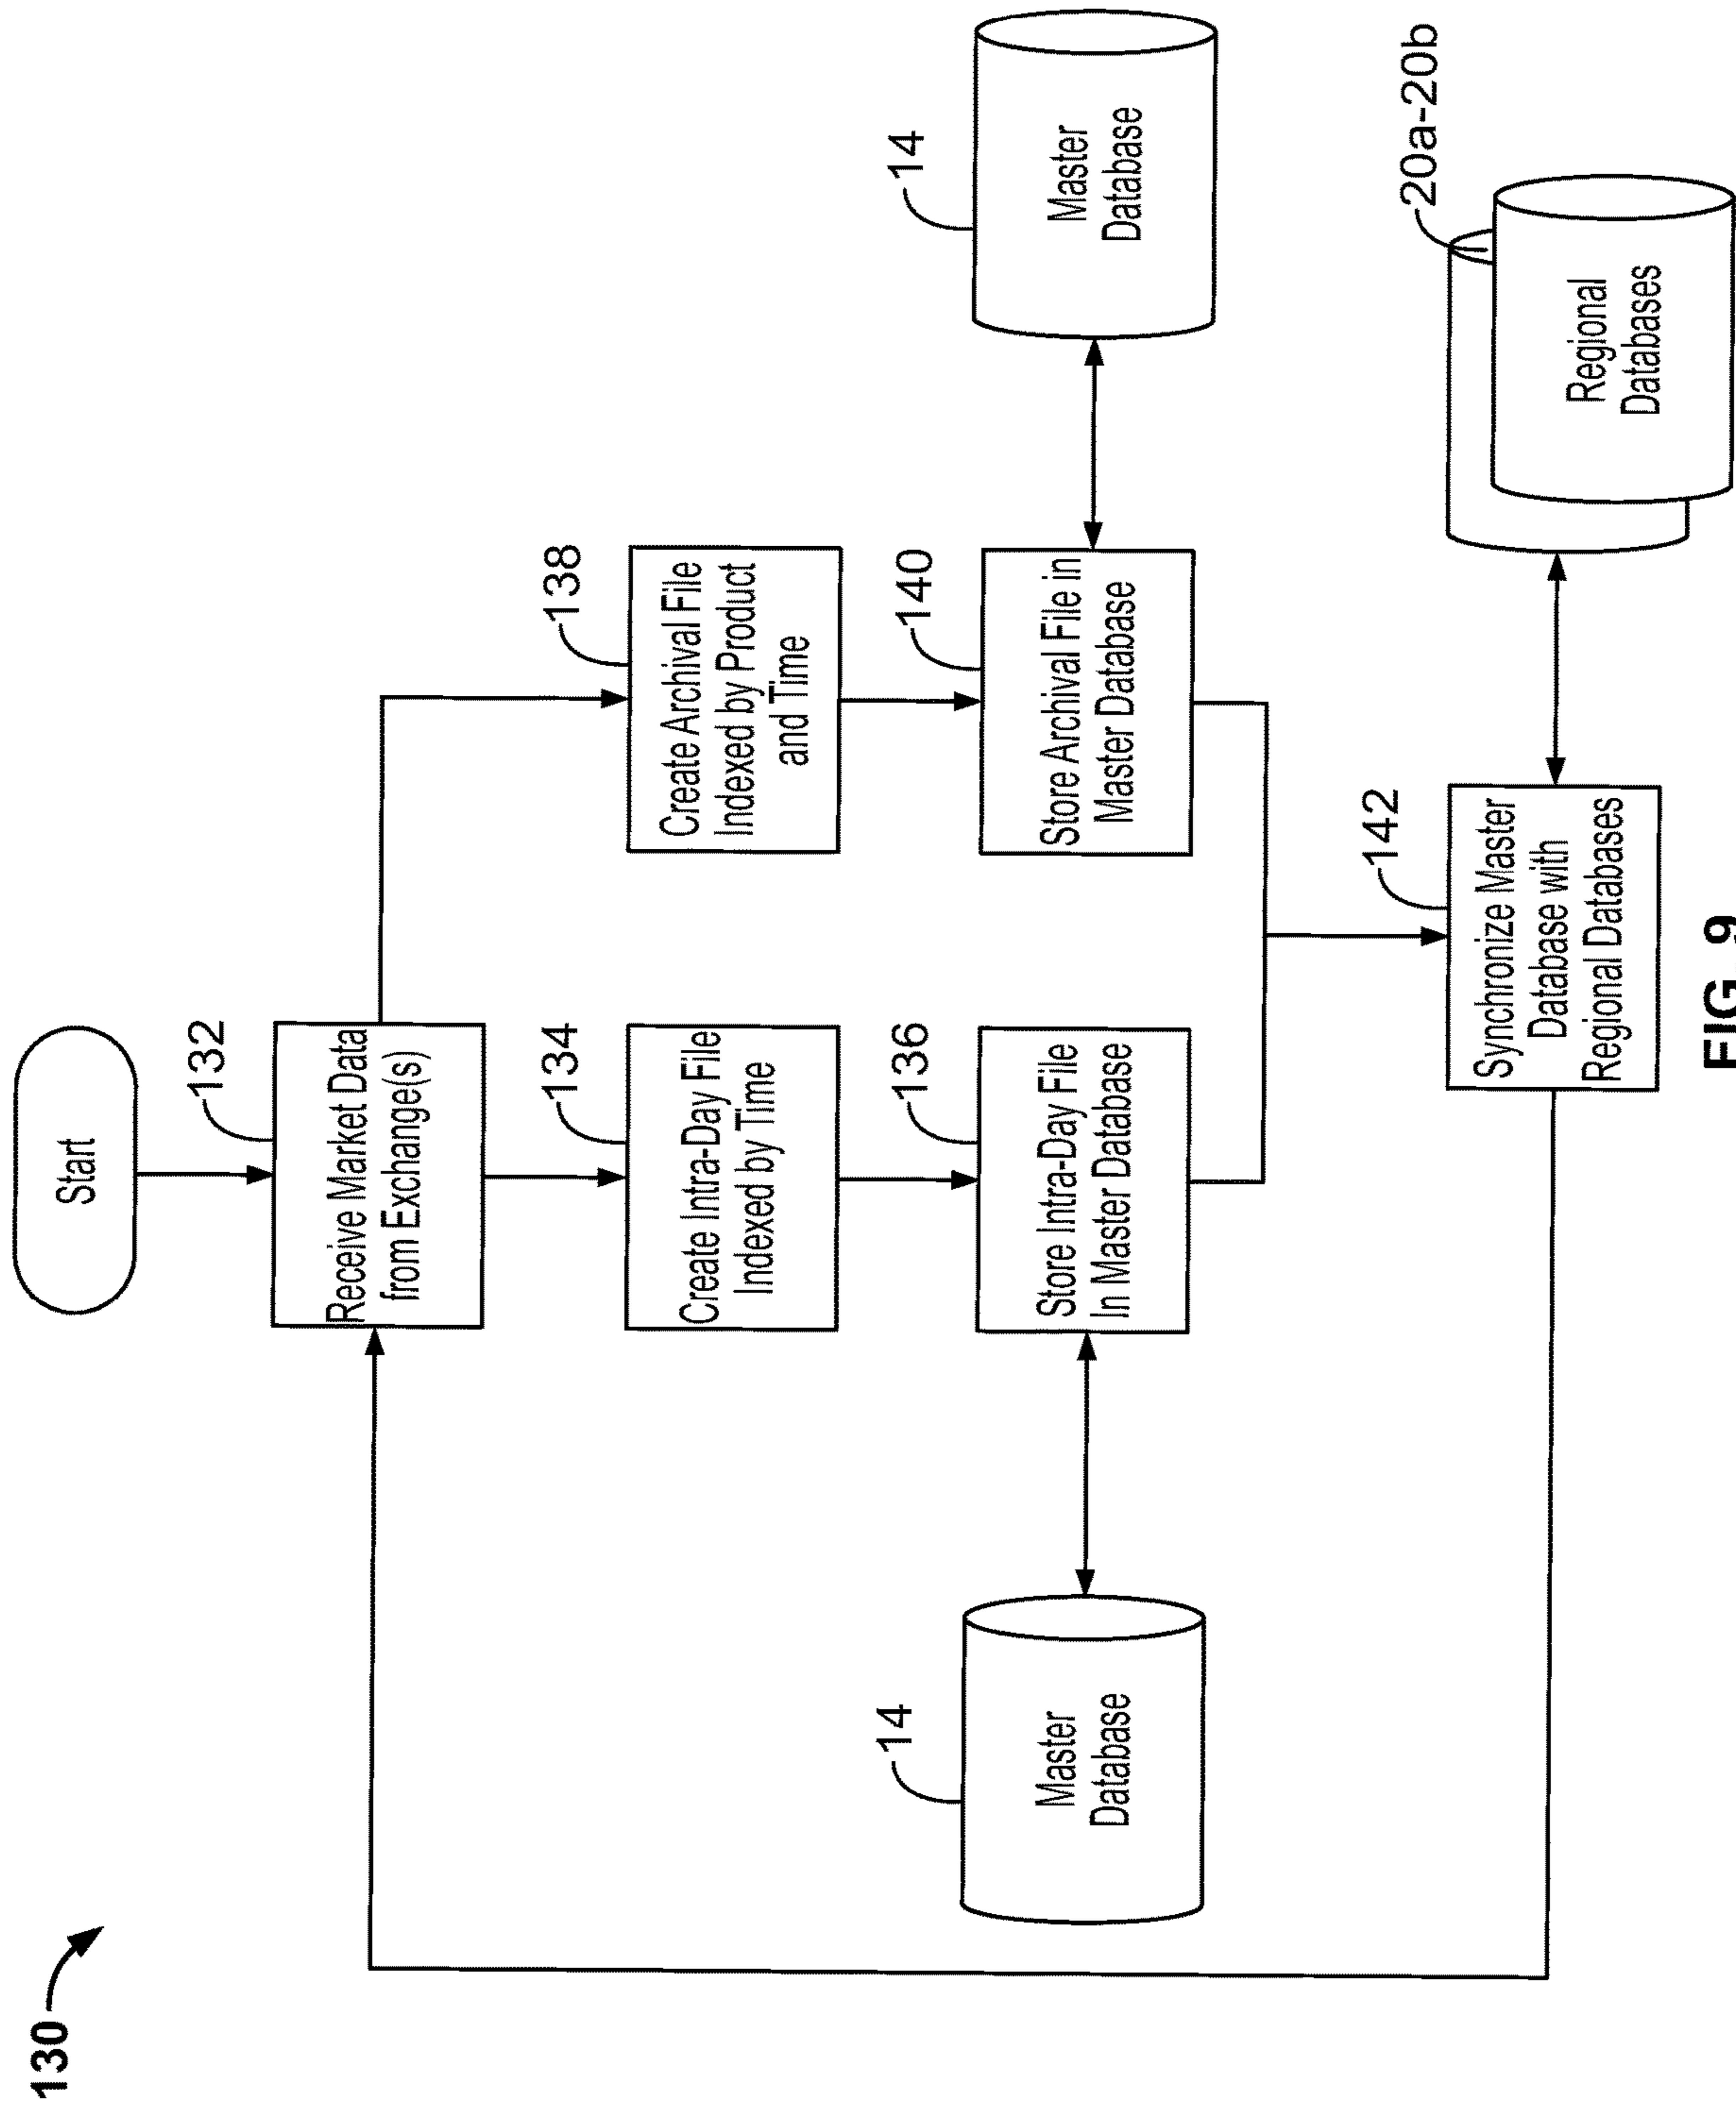 130
Start
132
Receive Market Data
from Exchange(s)
134
Create Intra-Day File
Indexed by Time
138
Create Archival File
Indexed by Product
and Time
136
Store Intra-Day File
In Master Database
140
Store Archival File in
Master Database
14
Master
Database
14
Master
Database
142
Synchronize Master
Database with
Regional Databases
20a-20b
Regional
Databases
FIG. 9